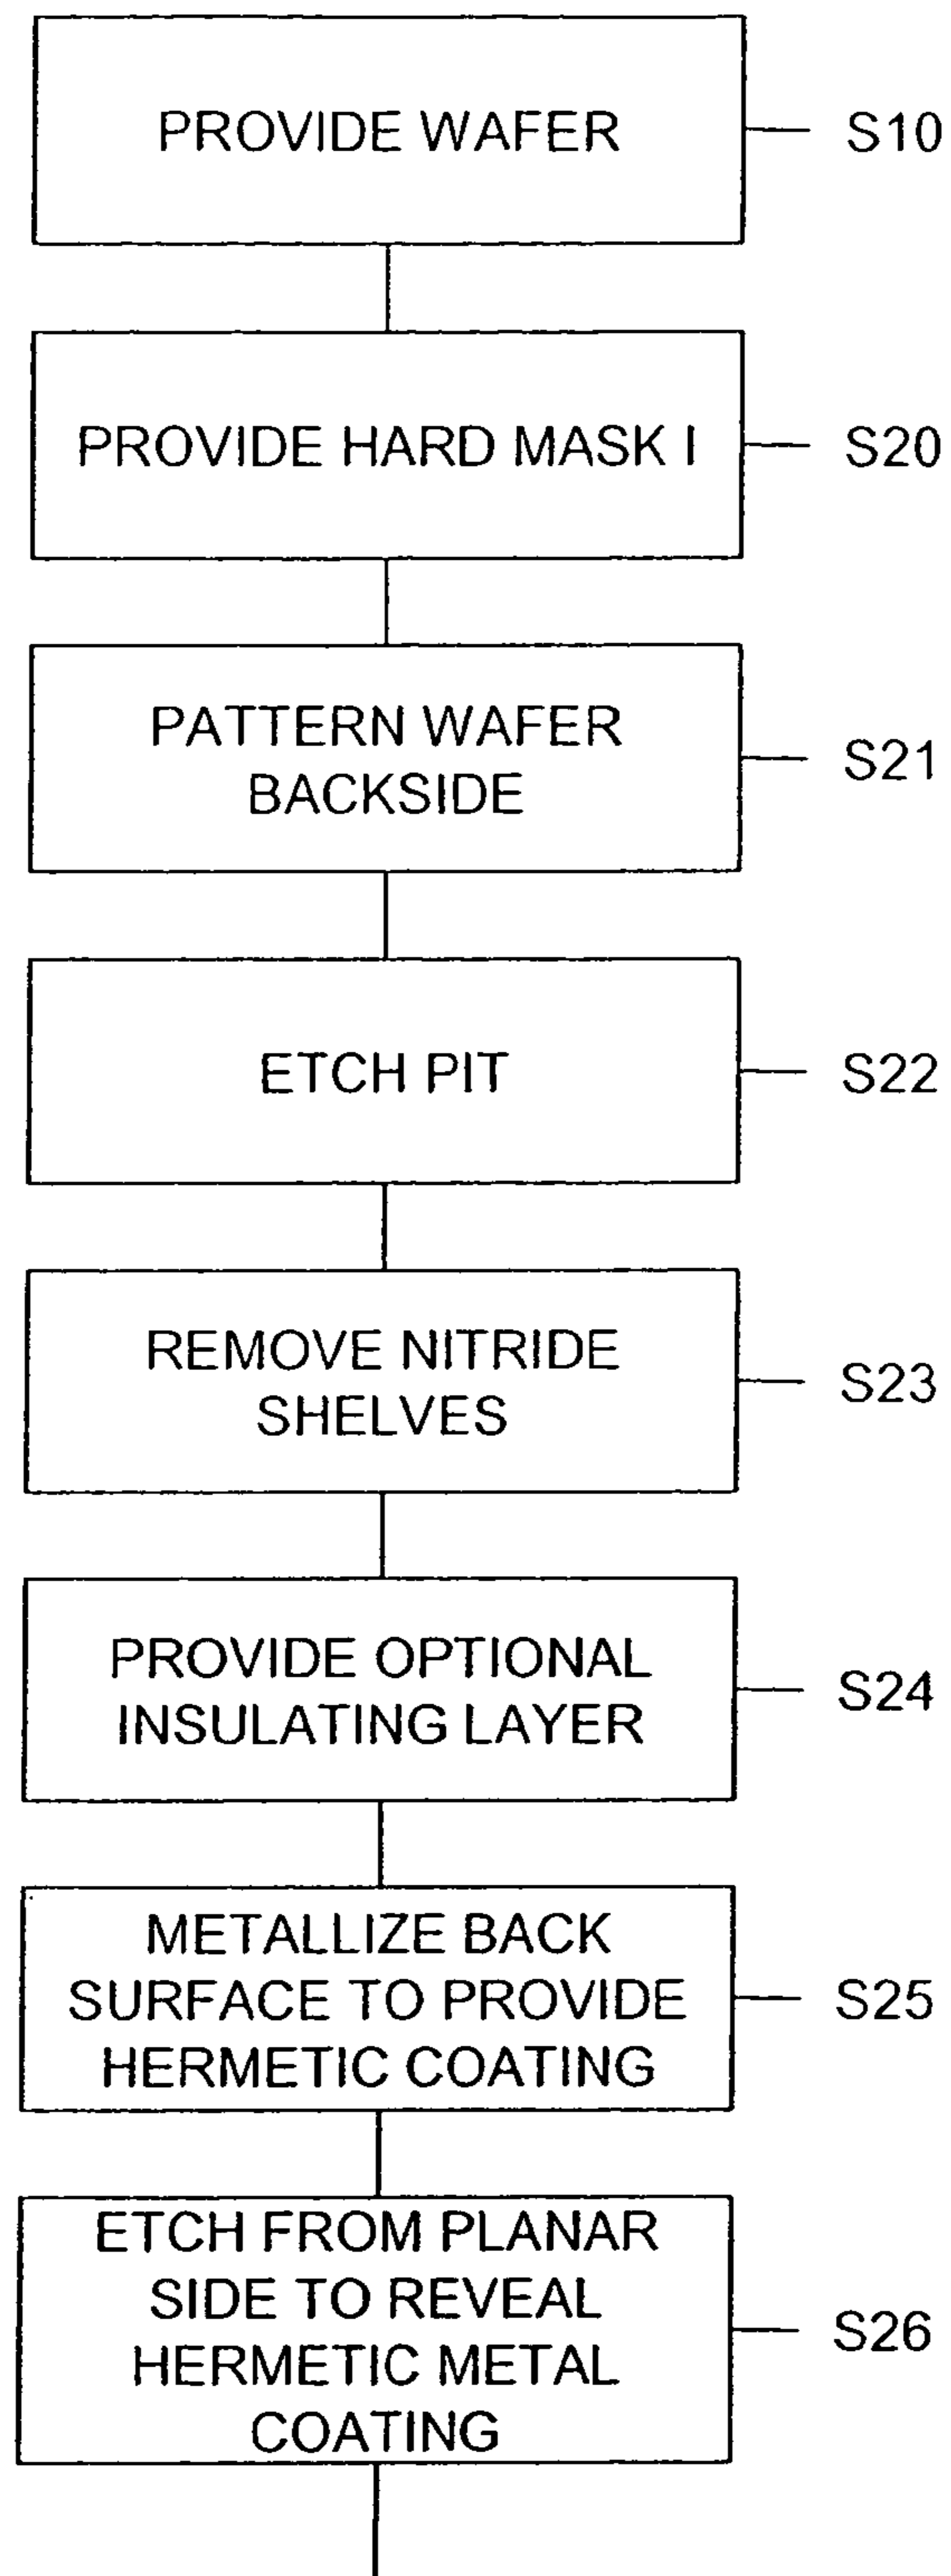 PROVIDE WAFER
S10
PROVIDE HARD MASK I
S20
PATTERN WAFER
BACKSIDE
S21
ETCH PIT
S22
REMOVE NITRIDE
SHELVES
S23
PROVIDE OPTIONAL
INSULATING LAYER
S24
METALLIZE BACK
SURFACE TO PROVIDE
HERMETIC COATING
S25
ETCH FROM PLANAR
SIDE TO REVEAL
HERMETIC METAL
COATING
S26